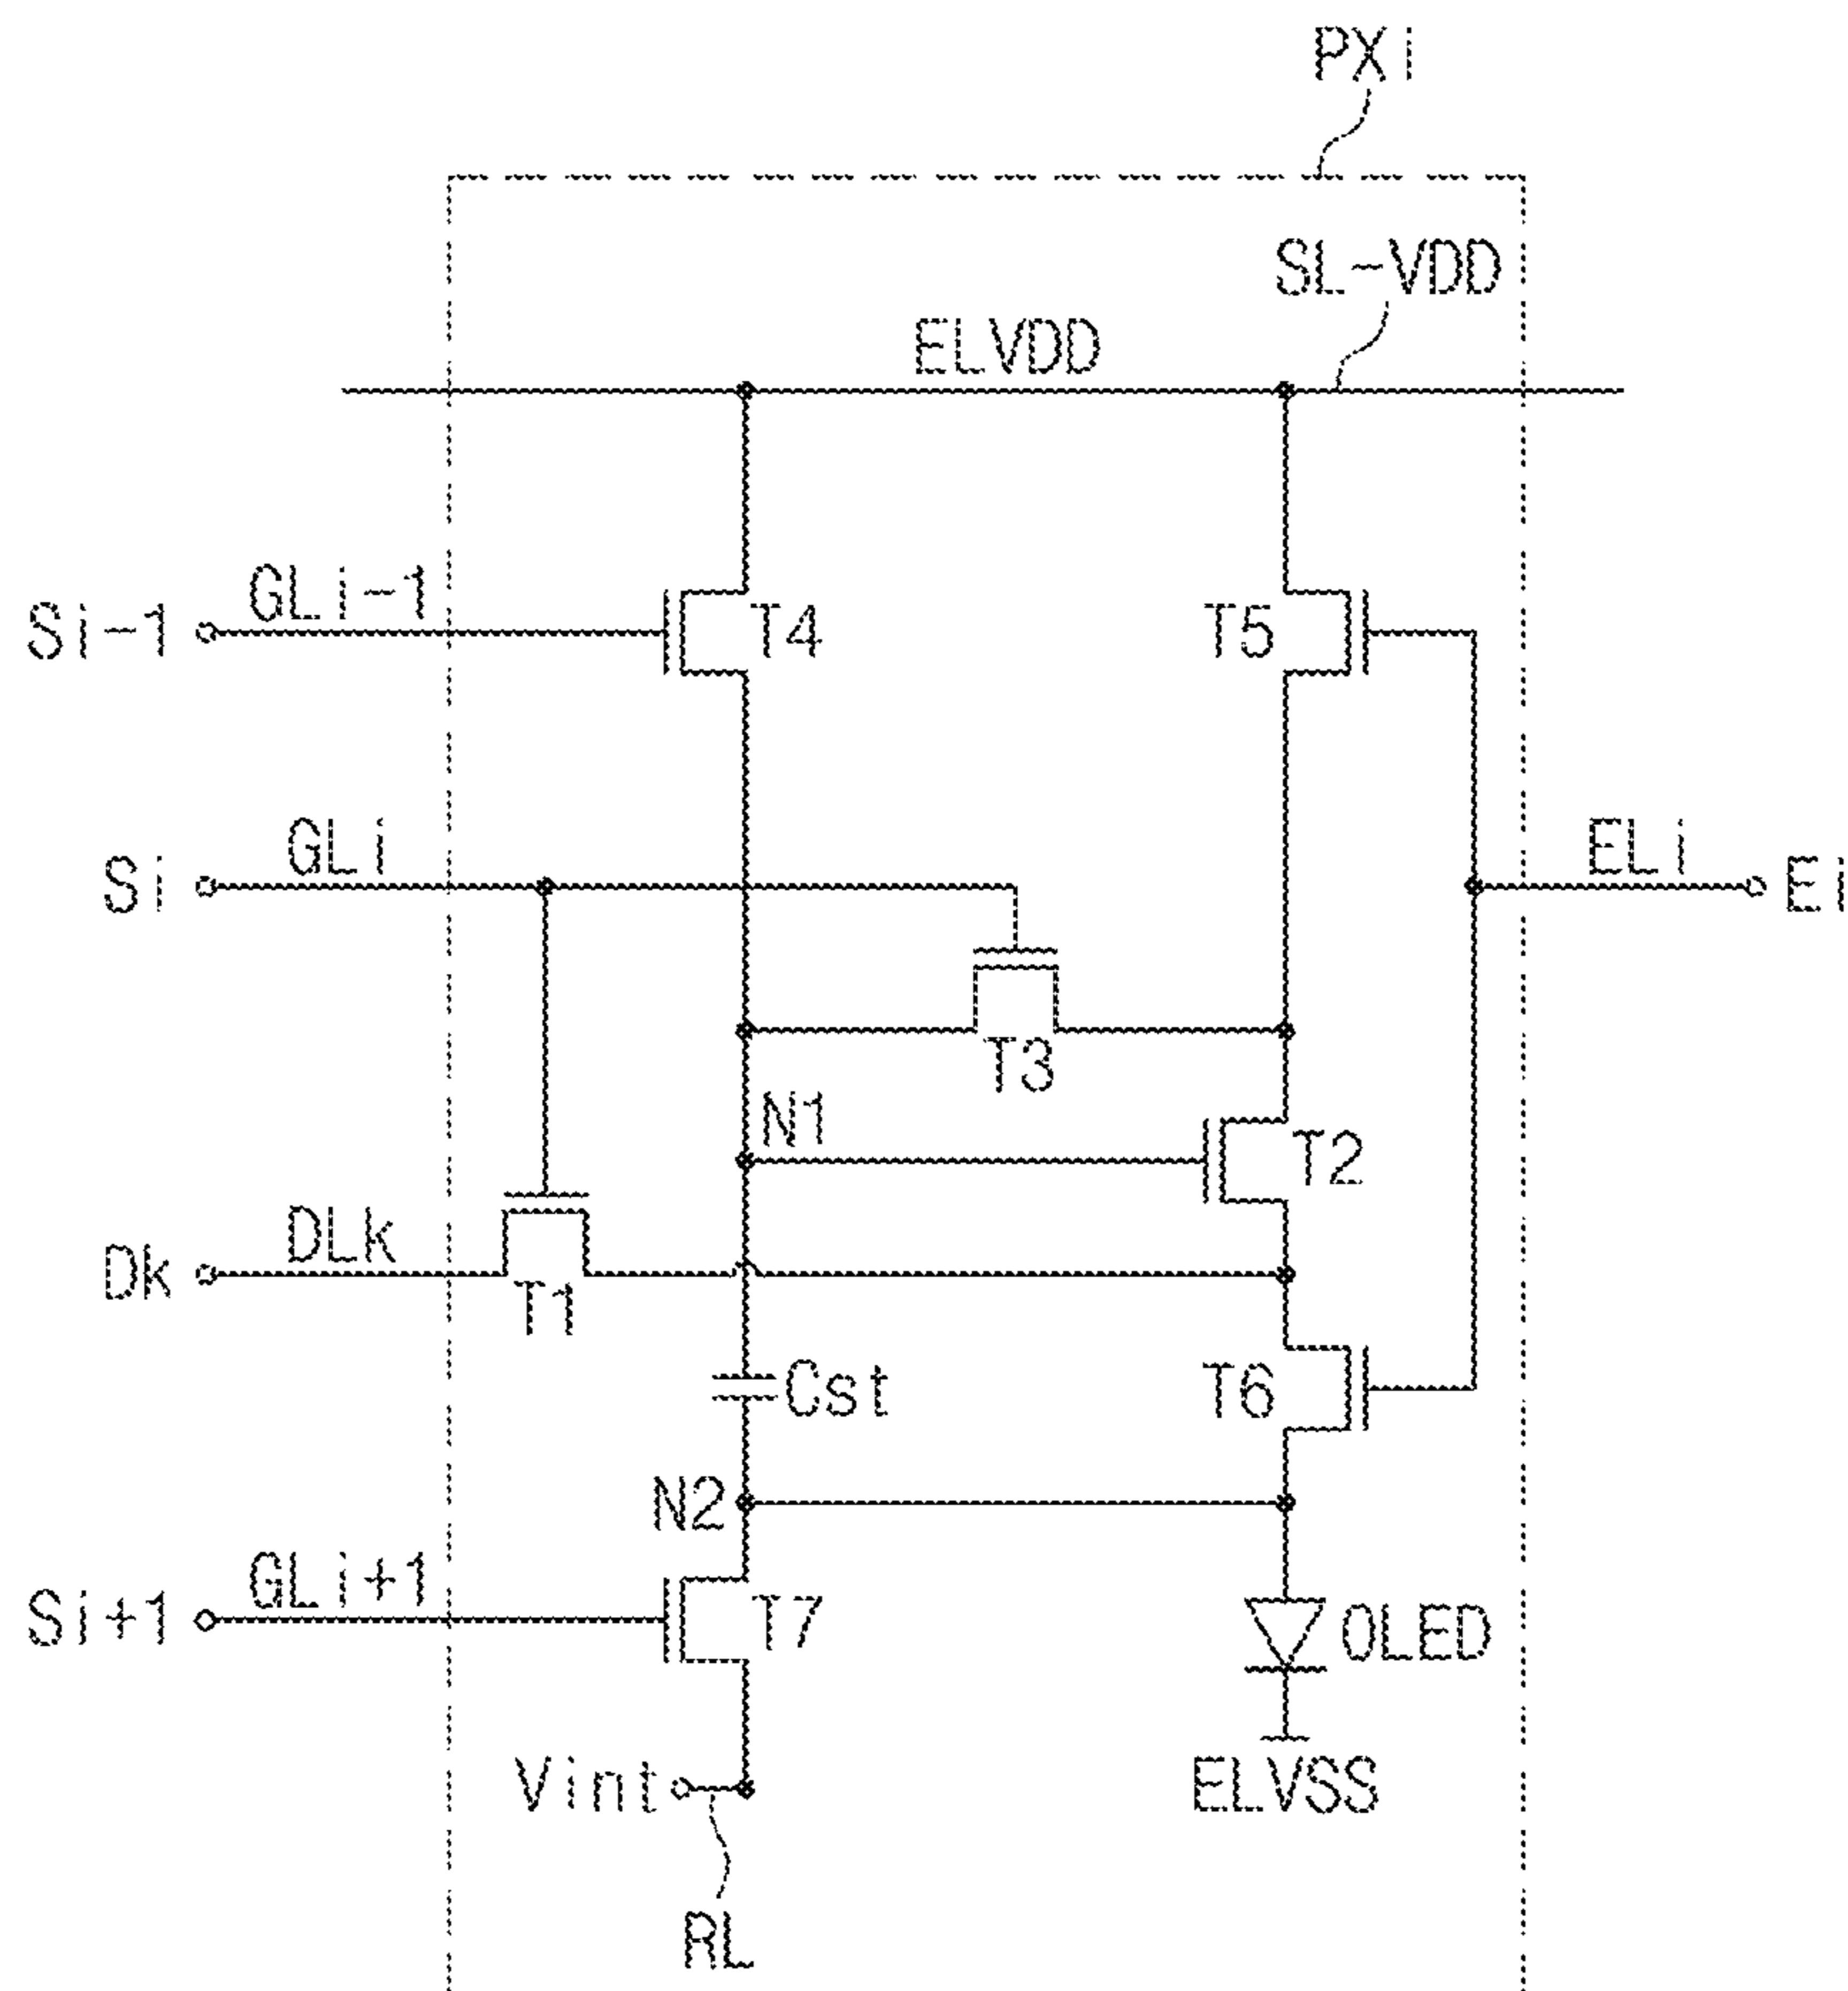 PXi
SL-VDD
ELVDD
GLi-1
Si-1
T4
T5
GLi
Si
ELi
Ei
T3
N1
T2
DLk
Dk
T1
Cst
T6
N2
GLi+1
Si+1
T7
OLED
Vint
ELVSS
RL